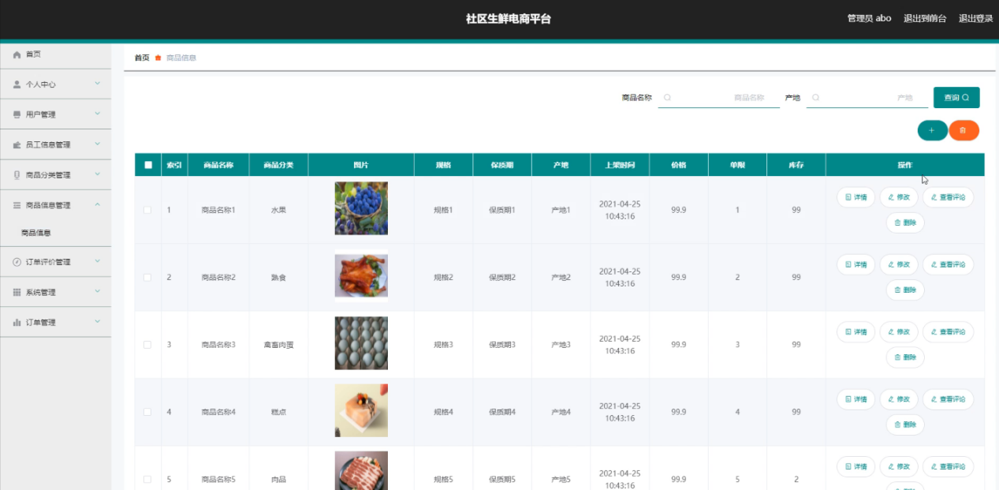 社区生鲜电商平台
管理员 abo 退出到前台 退出登录
首页
个人中心
用户管理
员工信息管理
商品分类管理
商品信息管理
商品信息
订单评价管理
系统管理
订单管理
首页 商品信息
商品名称 商品名称 产地 产地 查询
+
索引 商品名称 商品分类 图片 规格 保质期 产地 上架时间 价格 单限 库存 操作
1 商品名称1 水果 规格1 保质期1 产地1 2021-04-25 10:43:16 99.9 1 99 详情 修改 查看评论 删除
2 商品名称2 熟食 规格2 保质期2 产地2 2021-04-25 10:43:16 99.9 2 99 详情 修改 查看评论 删除
3 商品名称3 禽畜肉蛋 规格3 保质期3 产地3 2021-04-25 10:43:16 99.9 3 99 详情 修改 查看评论 删除
4 商品名称4 糕点 规格4 保质期4 产地4 2021-04-25 10:43:16 99.9 4 99 详情 修改 查看评论 删除
5 商品名称5 肉品 规格5 保质期5 产地5 2021-04-25 10:43:16 99.9 5 2 详情 修改 查看评论